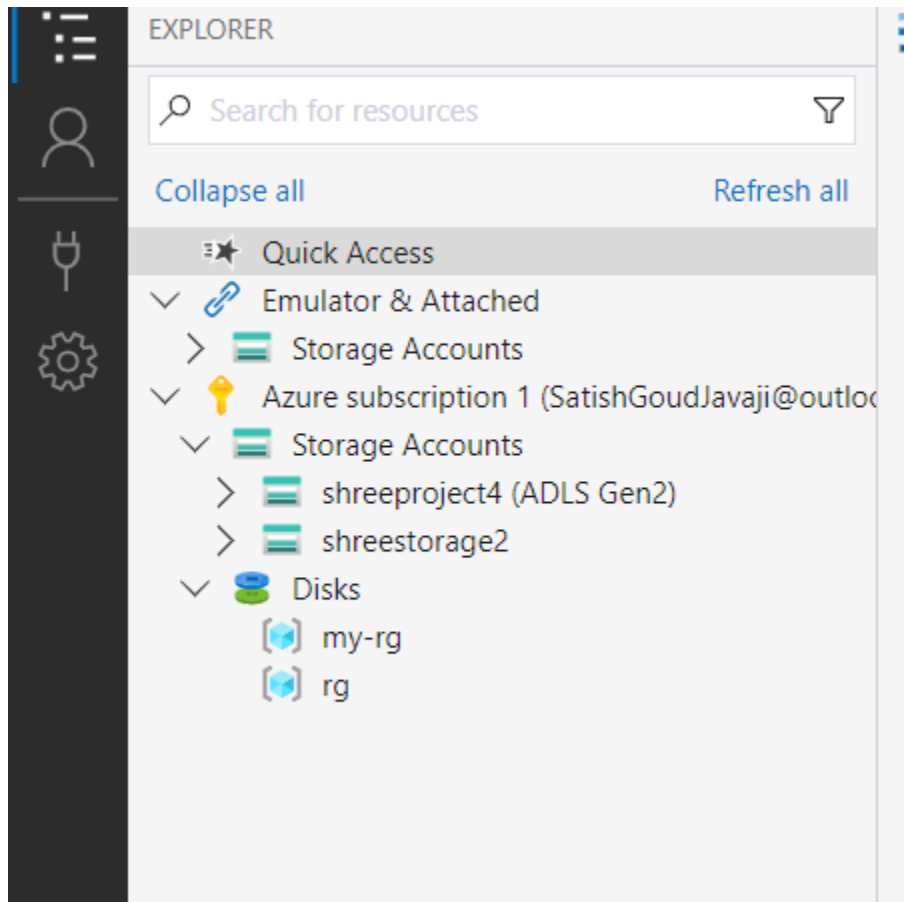 EXPLORER
Search for resources
Collapse all Refresh all
Quick Access
Emulator & Attached
Storage Accounts
Azure subscription 1 (SatishGoudJavaji@outloo
Storage Accounts
shreeproject4 (ADLS Gen2)
shreestorage2
Disks
my-rg
rg